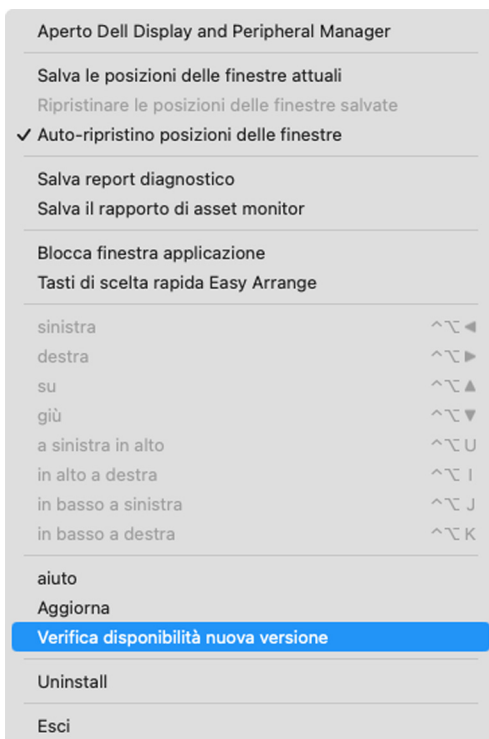 Aperto Dell Display and Peripheral Manager
Salva le posizioni delle finestre attuali
Ripristinare le posizioni delle finestre salvate
✓ Auto-ripristino posizioni delle finestre
Salva report diagnostico
Salva il rapporto di asset monitor
Blocca finestra applicazione
Tasti di scelta rapida Easy Arrange
sinistra ^⌥◀
destra ^⌥▶
su ^⌥▲
giù ^⌥▼
a sinistra in alto ^⌥U
in alto a destra ^⌥I
in basso a sinistra ^⌥J
in basso a destra ^⌥K
aiuto
Aggiorna
Verifica disponibilità nuova versione
Uninstall
Esci